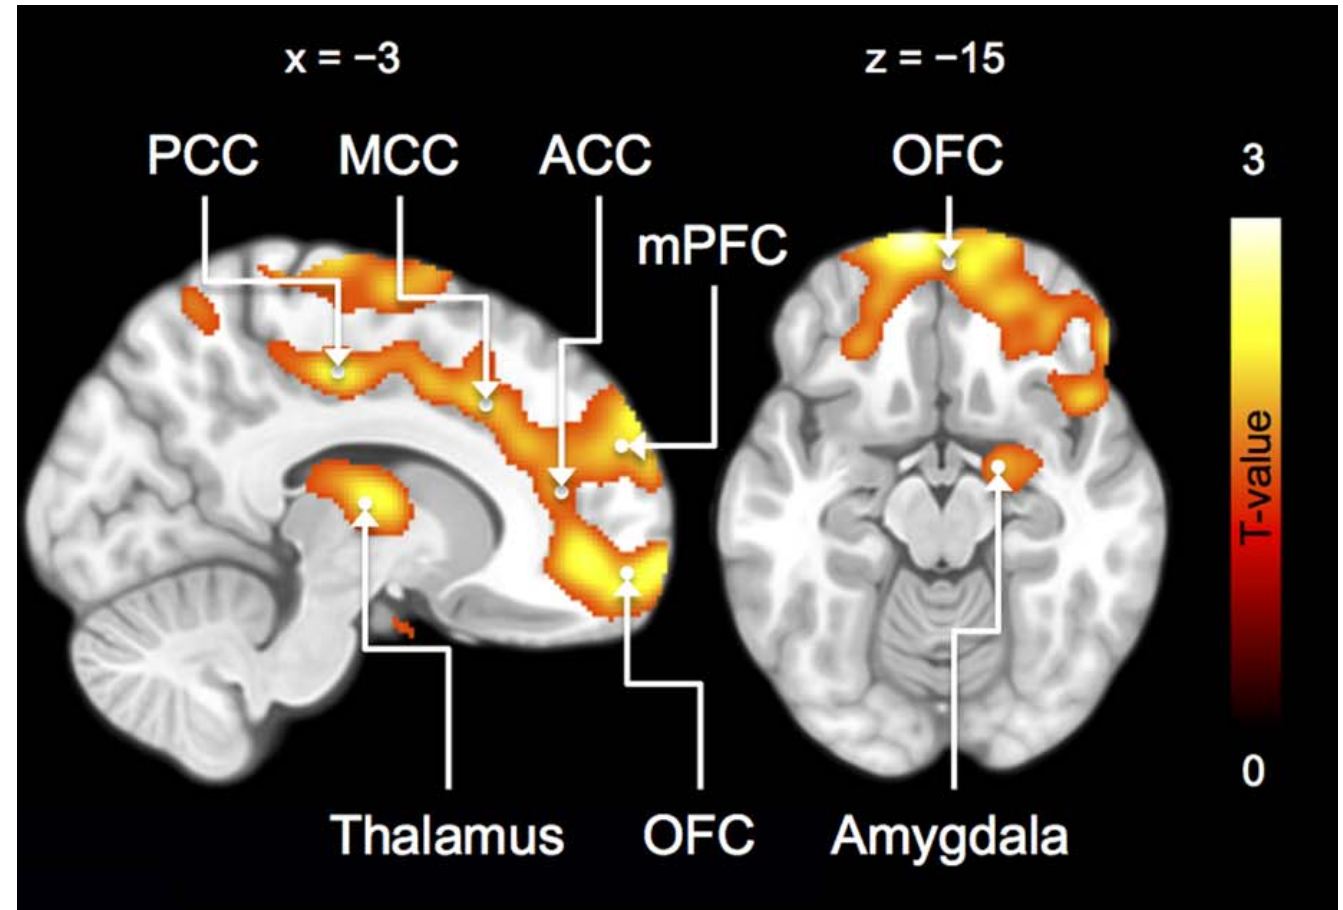 x = −3
z = −15
PCC
MCC
ACC
OFC
3
mPFC
T-value
0
Thalamus
OFC
Amygdala